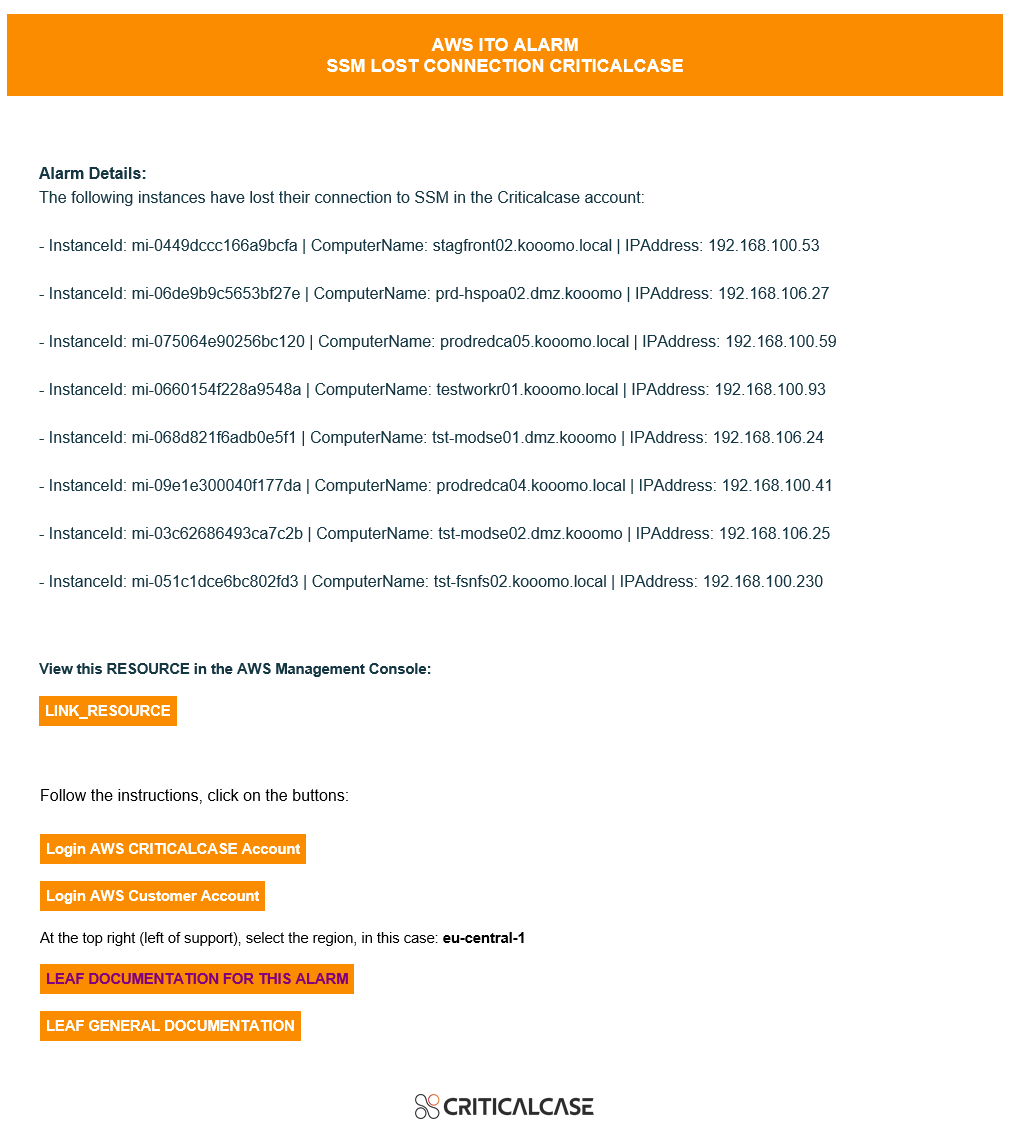 AWS ITO ALARM
SSM LOST CONNECTION CRITICALCASE
Alarm Details:
The following instances have lost their connection to SSM in the Criticalcase account:
- InstanceId: mi-0449dccc166a9bcfa | ComputerName: stagfront02.kooomo.local | IPAddress: 192.168.100.53
- InstanceId: mi-06de9b9c5653bf27e | ComputerName: prd-hspoa02.dmz.kooomo | IPAddress: 192.168.106.27
- InstanceId: mi-075064e90256bc120 | ComputerName: prodredca05.kooomo.local | IPAddress: 192.168.100.59
- InstanceId: mi-0660154f228a9548a | ComputerName: testworkr01.kooomo.local | IPAddress: 192.168.100.93
- InstanceId: mi-068d821f6adb0e5f1 | ComputerName: tst-modse01.dmz.kooomo | IPAddress: 192.168.106.24
- InstanceId: mi-09e1e300040f177da | ComputerName: prodredca04.kooomo.local | IPAddress: 192.168.100.41
- InstanceId: mi-03c62686493ca7c2b | ComputerName: tst-modse02.dmz.kooomo | IPAddress: 192.168.106.25
- InstanceId: mi-051c1dce6bc802fd3 | ComputerName: tst-fsnfs02.kooomo.local | IPAddress: 192.168.100.230
View this RESOURCE in the AWS Management Console:
LINK_RESOURCE
Follow the instructions, click on the buttons:
Login AWS CRITICALCASE Account
Login AWS Customer Account
At the top right (left of support), select the region, in this case: eu-central-1
LEAF DOCUMENTATION FOR THIS ALARM
LEAF GENERAL DOCUMENTATION
CRITICALCASE